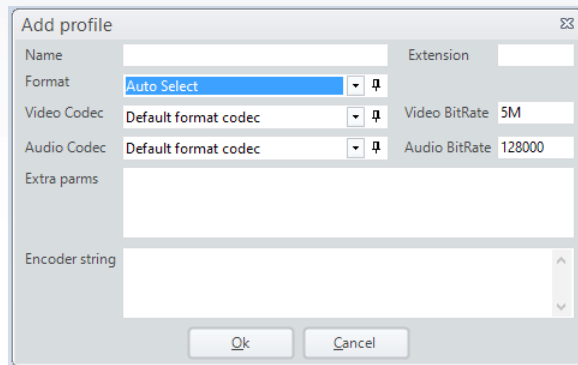 Add profile
Name Extension
Format Auto Select
Video Codec Default format codec Video BitRate 5M
Audio Codec Default format codec Audio BitRate 128000
Extra parms
Encoder string
Ok Cancel